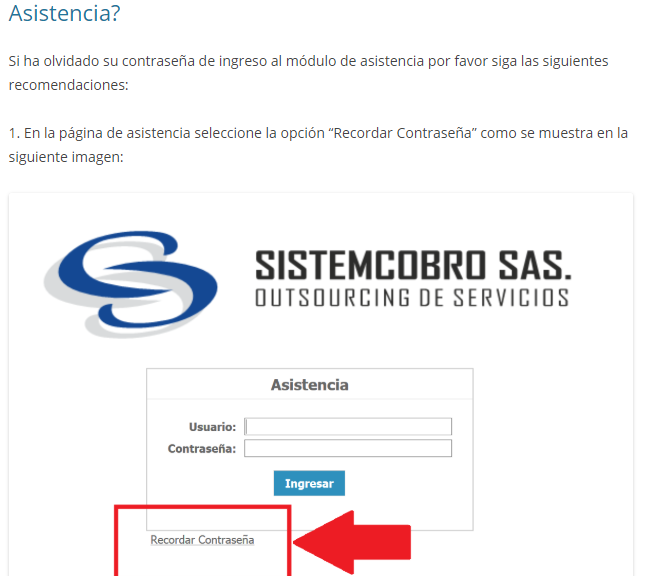 Asistencia?
Si ha olvidado su contraseña de ingreso al módulo de asistencia por favor siga las siguientes
recomendaciones:
1. En la página de asistencia seleccione la opción “Recordar Contraseña” como se muestra en la
siguiente imagen:
SISTEMCOBRO SAS.
OUTSOURCING DE SERVICIOS
Asistencia
Usuario:
Contraseña:
Ingresar
Recordar Contraseña